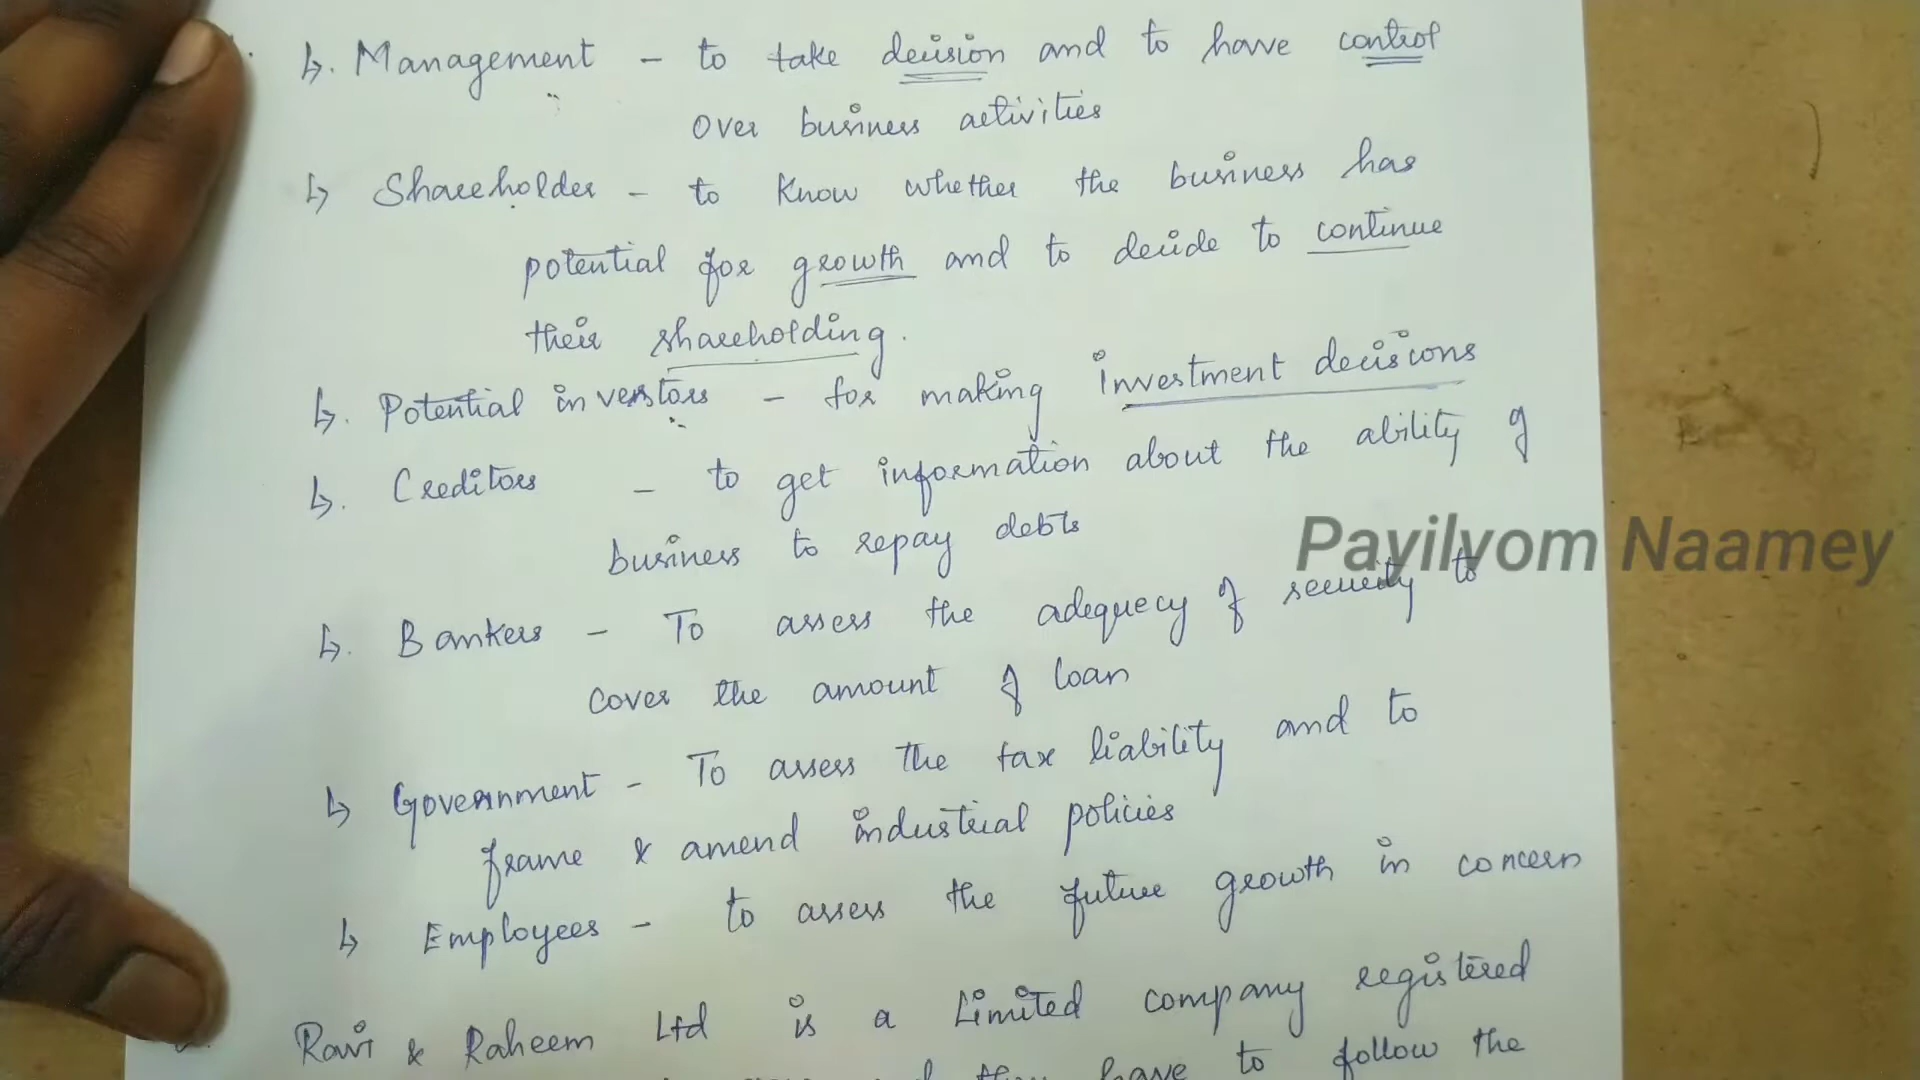 ↳. Management - to take decision and to have control
over business activities
↳ Shareholder - to know whether the business has
potential for growth and to decide to continue
their shareholding.
↳. Potential investors - for making investment decisions
↳. Creditors - to get information about the ability of
business to repay debts
Payilyom Naamey
↳. Bankers - To assess the adequecy of security to
cover the amount of loan
↳ Government - To assess the tax liability and to
frame & amend industrial policies
↳ Employees - to assess the future growth in concern
Ravi & Raheem Ltd is a Limited company registered
have to follow the